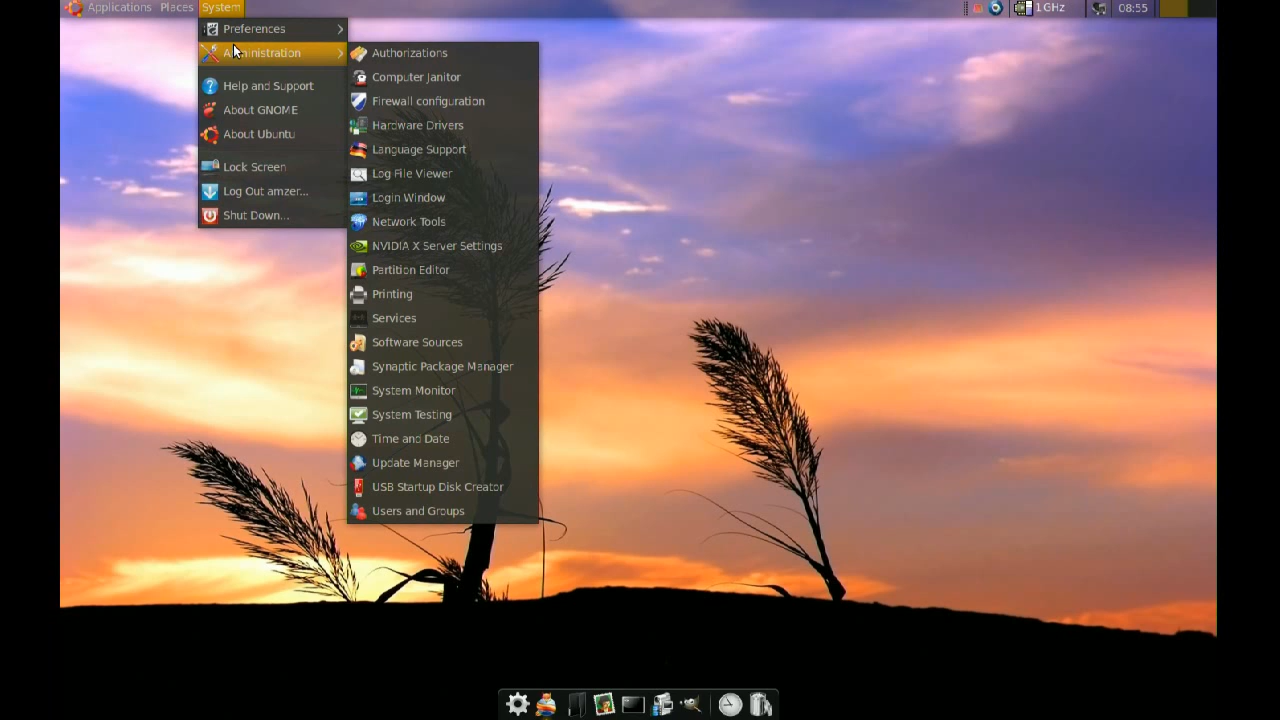 Applications Places System
1GHz
08:55
Preferences
Administration
Help and Support
About GNOME
About Ubuntu
Lock Screen
Log Out amzer...
Shut Down...
Authorizations
Computer Janitor
Firewall configuration
Hardware Drivers
Language Support
Log File Viewer
Login Window
Network Tools
NVIDIA X Server Settings
Partition Editor
Printing
Services
Software Sources
Synaptic Package Manager
System Monitor
System Testing
Time and Date
Update Manager
USB Startup Disk Creator
Users and Groups